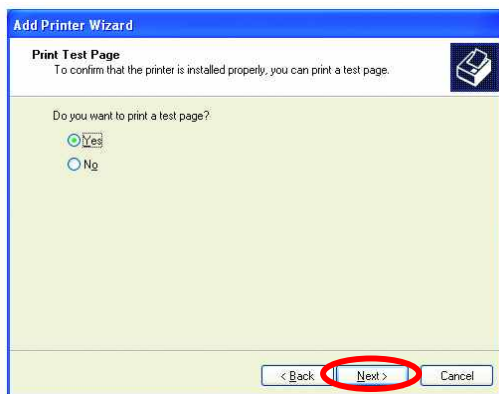 Add Printer Wizard
Print Test Page
To confirm that the printer is installed properly, you can print a test page.
Do you want to print a test page?
Yes
No
< Back
Next >
Cancel